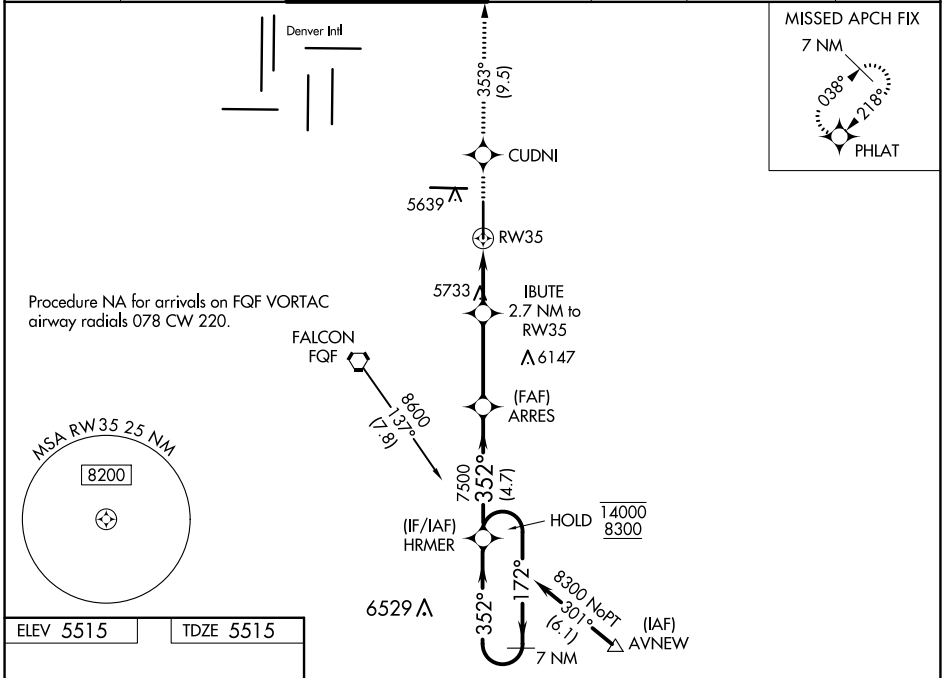 Denver Intl
MISSED APCH FIX
7 NM
038°
218°
PHLAT
353°
(9.5)
CUDNI
5639
RW35
5733
IBUTE
2.7 NM to
RW35
6147
Procedure NA for arrivals on FQF VORTAC
airway radials 078 CW 220.
FALCON
FQF
8600
137°
(7.8)
(FAF)
ARRES
MSA RW35 25 NM
8200
7500
352°
(4.7)
(IF/IAF)
HRMER
HOLD
14000
8300
6529
352°
172°
8300 NoPT
301°
(6.1)
(IAF)
AVNEW
7 NM
ELEV 5515
TDZE 5515